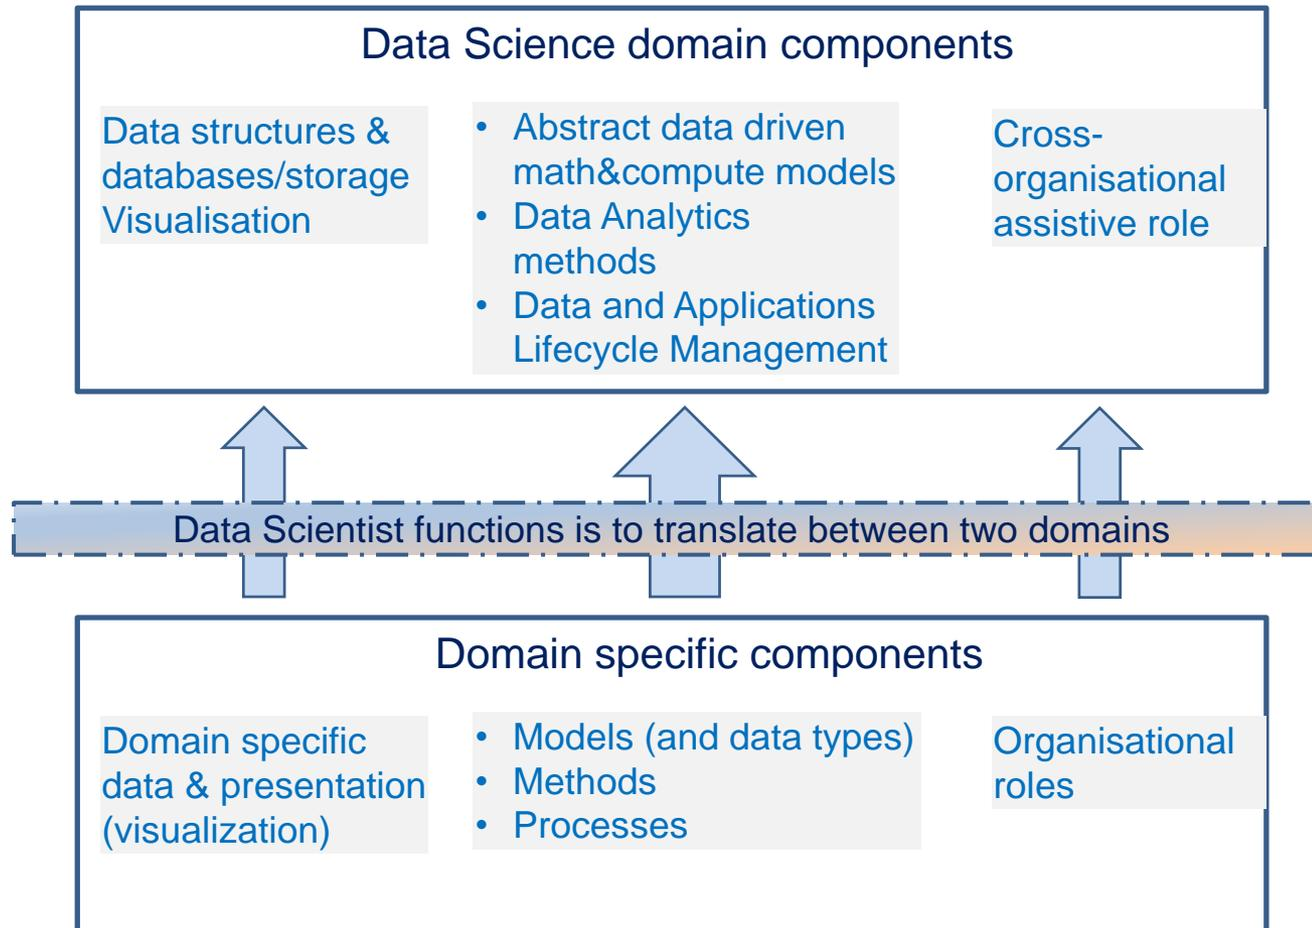 Data Science domain components
Data structures &
databases/storage
Visualisation
• Abstract data driven
math&compute models
• Data Analytics
methods
• Data and Applications
Lifecycle Management
Cross-
organisational
assistive role
Data Scientist functions is to translate between two domains
Domain specific components
Domain specific
data & presentation
(visualization)
• Models (and data types)
• Methods
• Processes
Organisational
roles